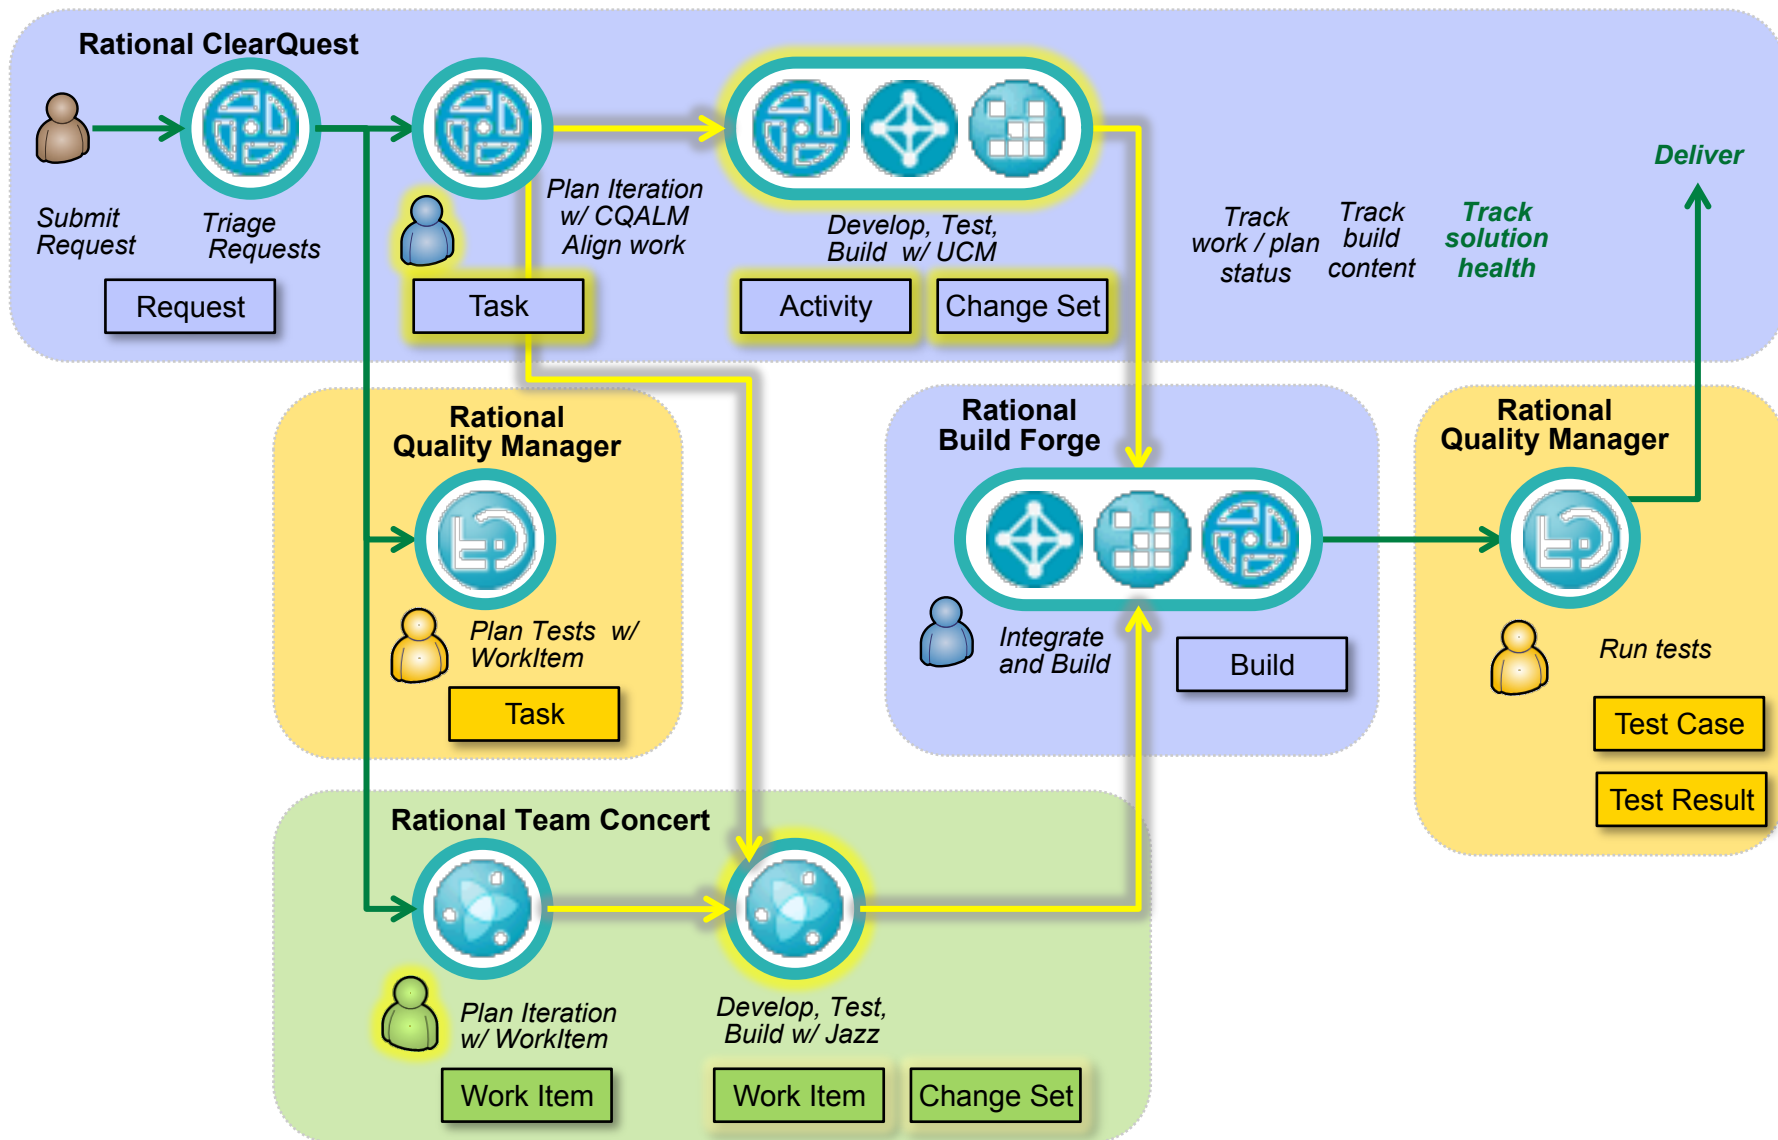 Rational ClearQuest
Submit
Request
Triage
Requests
Request
Plan Iteration
w/ CQALM
Align work
Task
Develop, Test,
Build w/ UCM
Activity
Change Set
Track
work / plan
status
Track
build
content
Track
solution
health
Deliver
Rational
Quality Manager
Plan Tests w/
WorkItem
Task
Rational
Build Forge
Integrate
and Build
Build
Rational
Quality Manager
Run tests
Test Case
Test Result
Rational Team Concert
Plan Iteration
w/ WorkItem
Work Item
Develop, Test,
Build w/ Jazz
Work Item
Change Set